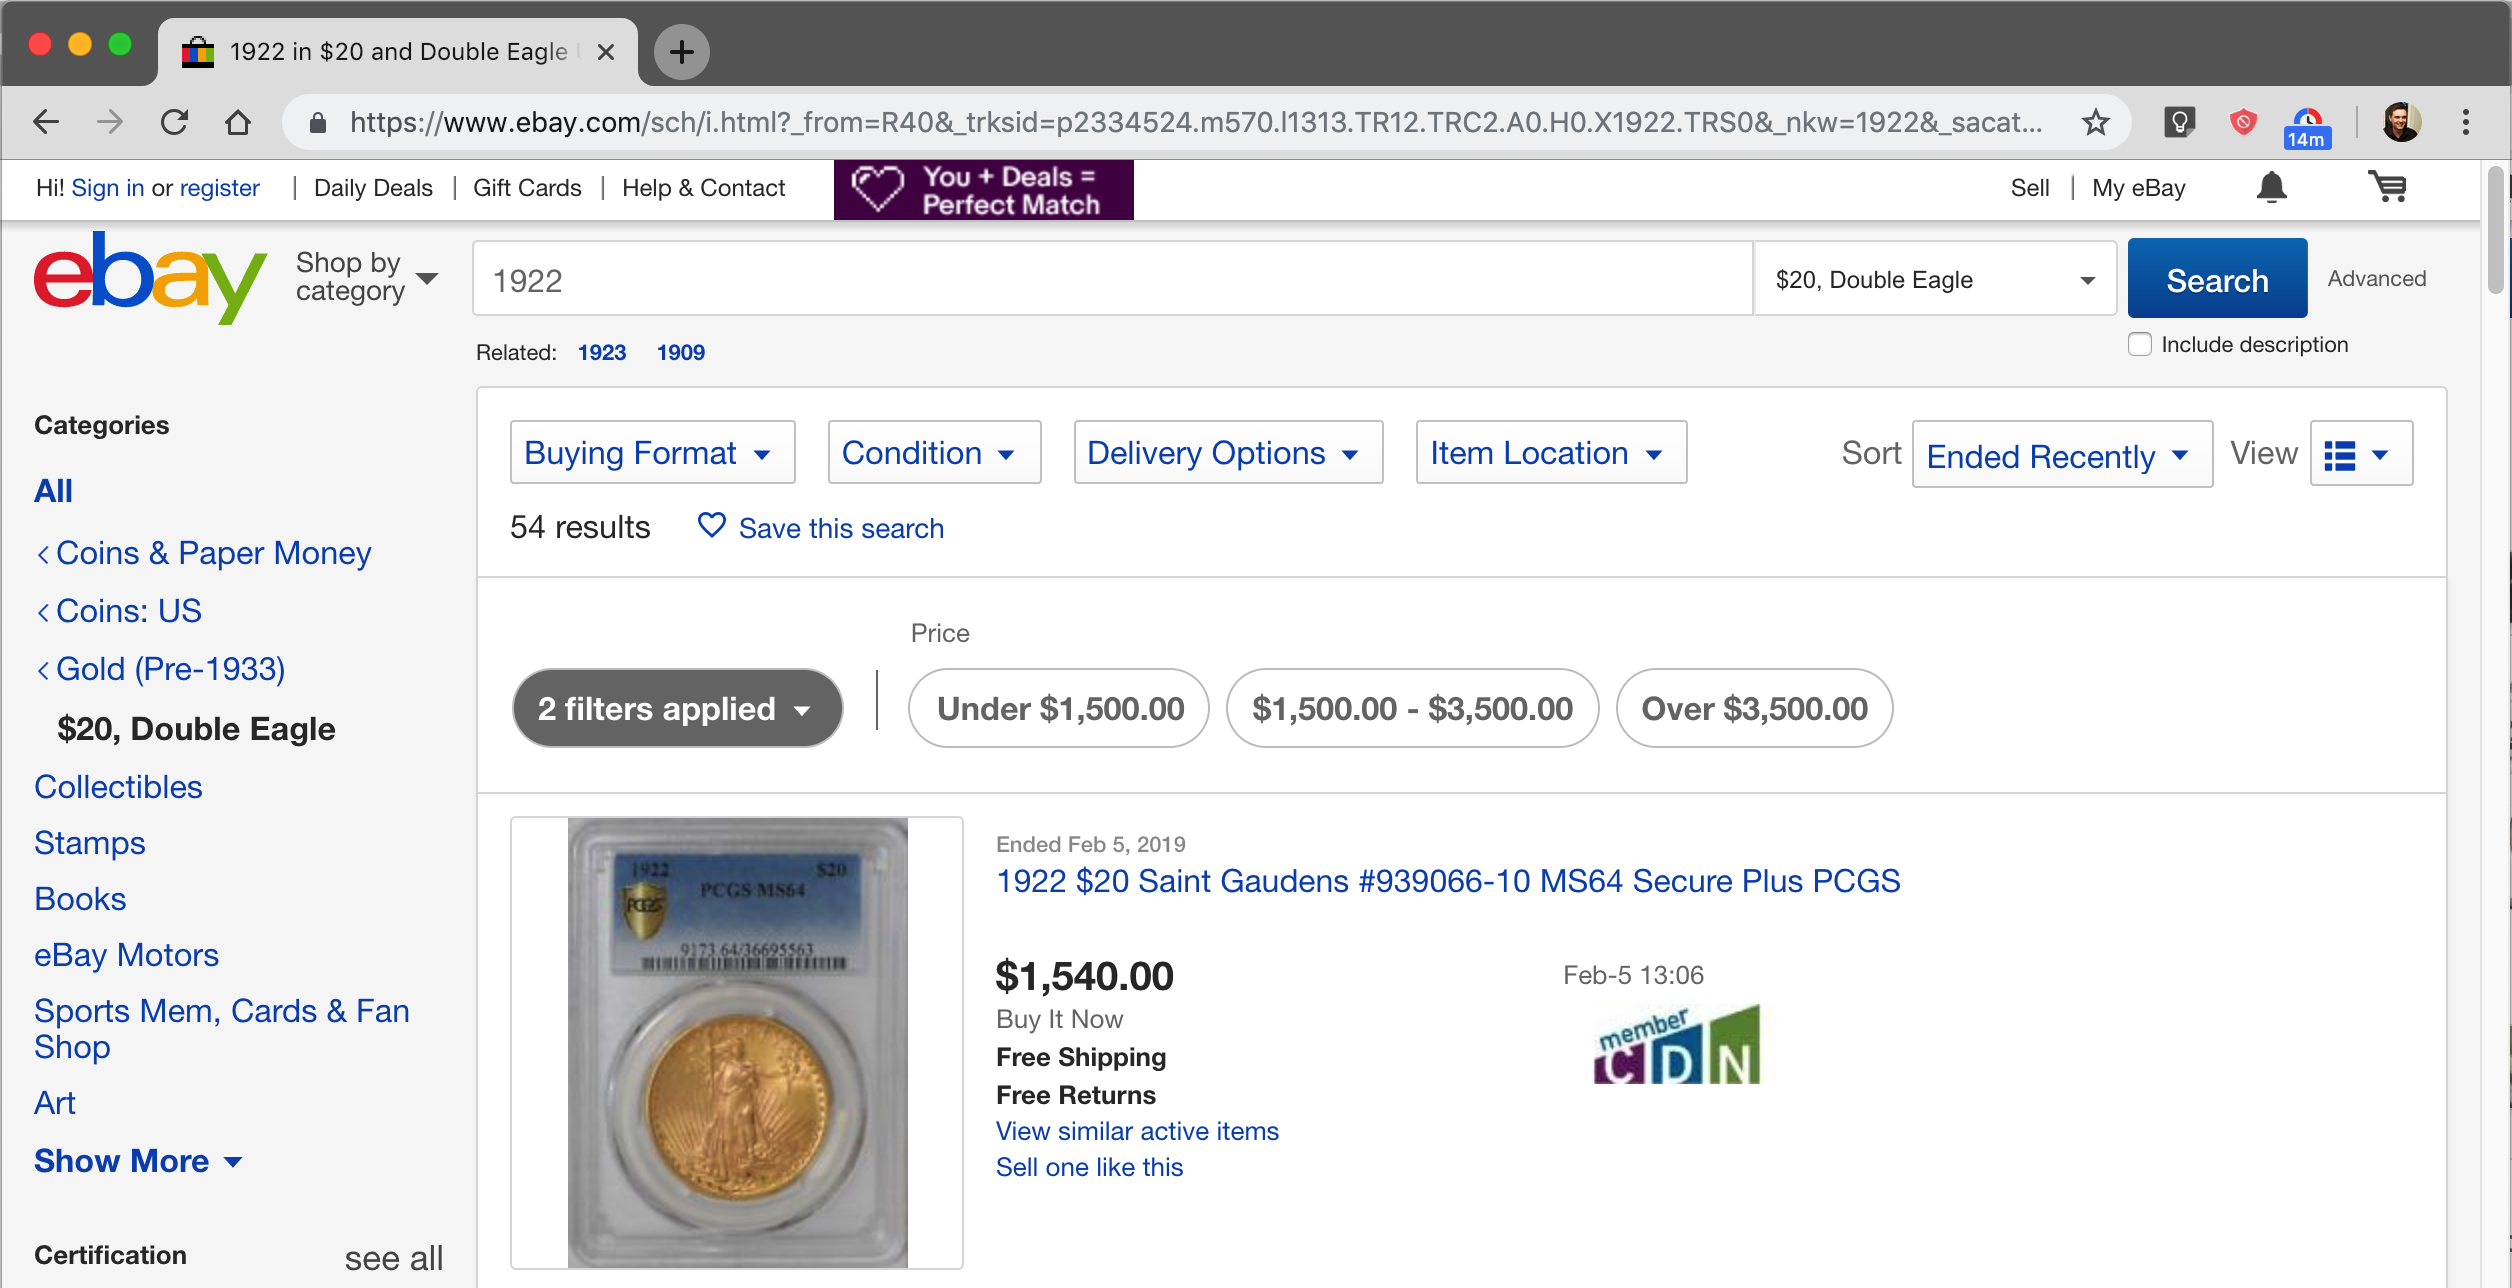 1922 in $20 and Double Eagle
https://www.ebay.com/sch/i.html?_from=R40&_trksid=p2334524.m570.l1313.TR12.TRC2.A0.H0.X1922.TRS0&_nkw=1922&_sacat...
14m
Hi! Sign in or register | Daily Deals | Gift Cards | Help & Contact
You + Deals =
Perfect Match
Sell | My eBay
ebay
Shop by
category
1922
$20, Double Eagle
Search
Advanced
Related: 1923 1909
Include description
Categories
All
Coins & Paper Money
Coins: US
Gold (Pre-1933)
$20, Double Eagle
Collectibles
Stamps
Books
eBay Motors
Sports Mem, Cards & Fan
Shop
Art
Show More
Certification see all
Buying Format Condition Delivery Options Item Location Sort Ended Recently View
54 results Save this search
Price
2 filters applied Under $1,500.00 $1,500.00 - $3,500.00 Over $3,500.00
1922 $20
PCGS MS64
PCGS
9173.64/36695563
Ended Feb 5, 2019
1922 $20 Saint Gaudens #939066-10 MS64 Secure Plus PCGS
$1,540.00
Buy It Now
Free Shipping
Free Returns
View similar active items
Sell one like this
Feb-5 13:06
member
CDN